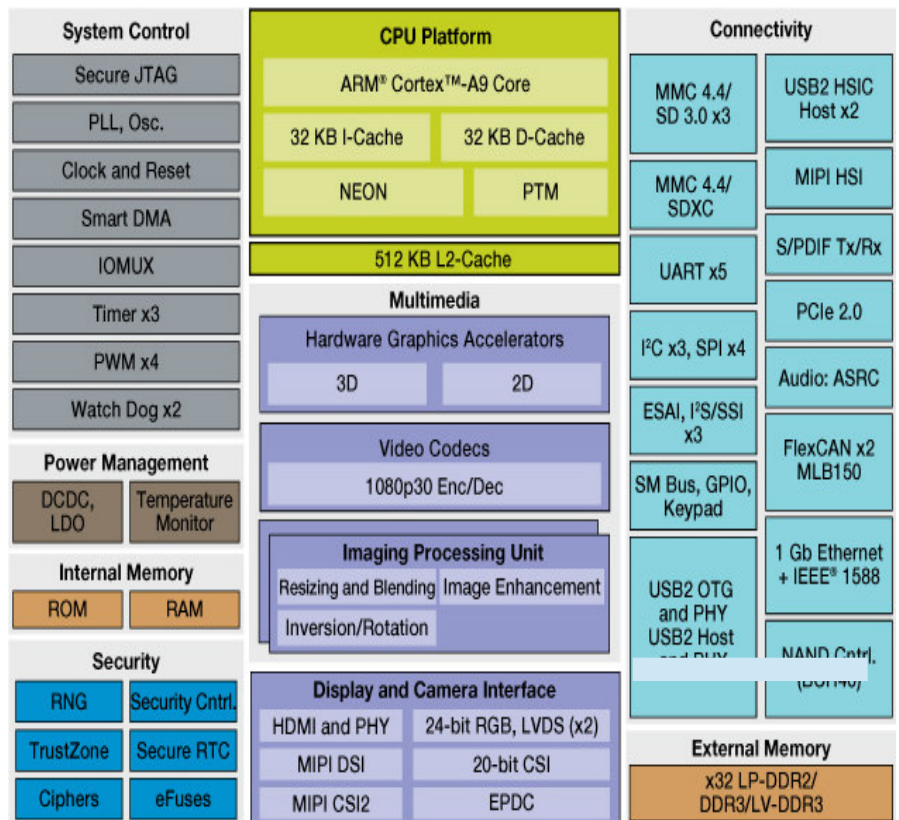 System Control
Secure JTAG
PLL, Osc.
Clock and Reset
Smart DMA
IOMUX
Timer x3
PWM x4
Watch Dog x2
Power Management
DCDC,
LDO
Temperature
Monitor
Internal Memory
ROM
RAM
Security
RNG
Security Cntrl.
TrustZone
Secure RTC
Ciphers
eFuses
CPU Platform
ARM® Cortex™-A9 Core
32 KB I-Cache
32 KB D-Cache
NEON
PTM
512 KB L2-Cache
Multimedia
Hardware Graphics Accelerators
3D
2D
Video Codecs
1080p30 Enc/Dec
Imaging Processing Unit
Resizing and Blending
Image Enhancement
Inversion/Rotation
Display and Camera Interface
HDMI and PHY
24-bit RGB, LVDS (x2)
MIPI DSI
20-bit CSI
MIPI CSI2
EPDC
Connectivity
MMC 4.4/
SD 3.0 x3
MMC 4.4/
SDXC
UART x5
I²C x3, SPI x4
ESAI, I²S/SSI
x3
SM Bus, GPIO,
Keypad
USB2 OTG
and PHY
USB2 Host
and PHY
USB2 HSIC
Host x2
MIPI HSI
S/PDIF Tx/Rx
PCIe 2.0
Audio: ASRC
FlexCAN x2
MLB150
1 Gb Ethernet
+ IEEE® 1588
NAND Cntrl.
External Memory
x32 LP-DDR2/
DDR3/LV-DDR3